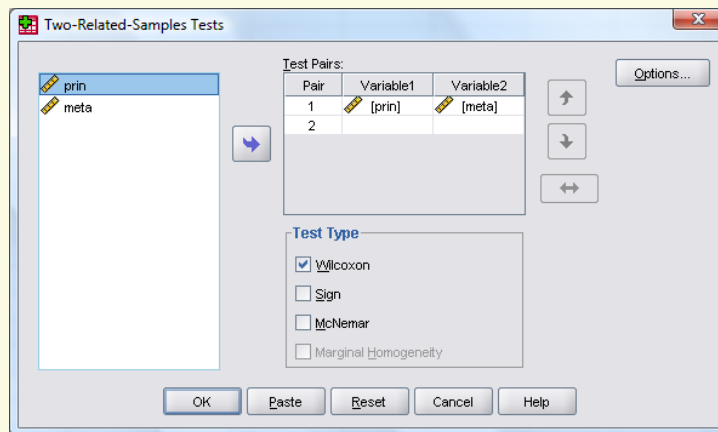 Two-Related-Samples Tests
prin
meta
Test Pairs:
Pair Variable1 Variable2
1 [prin] [meta]
2
Options...
Test Type
Wilcoxon
Sign
McNemar
Marginal Homogeneity
OK Paste Reset Cancel Help